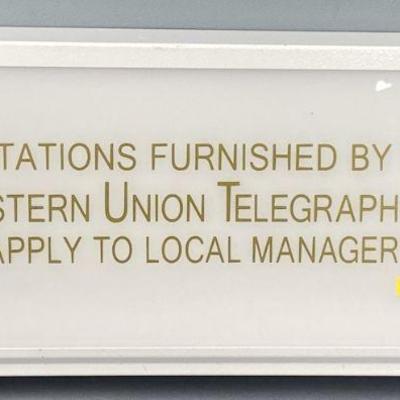 TATIONS FURNISHED BY
STERN UNION TELEGRAPH
APPLY TO LOCAL MANAGER